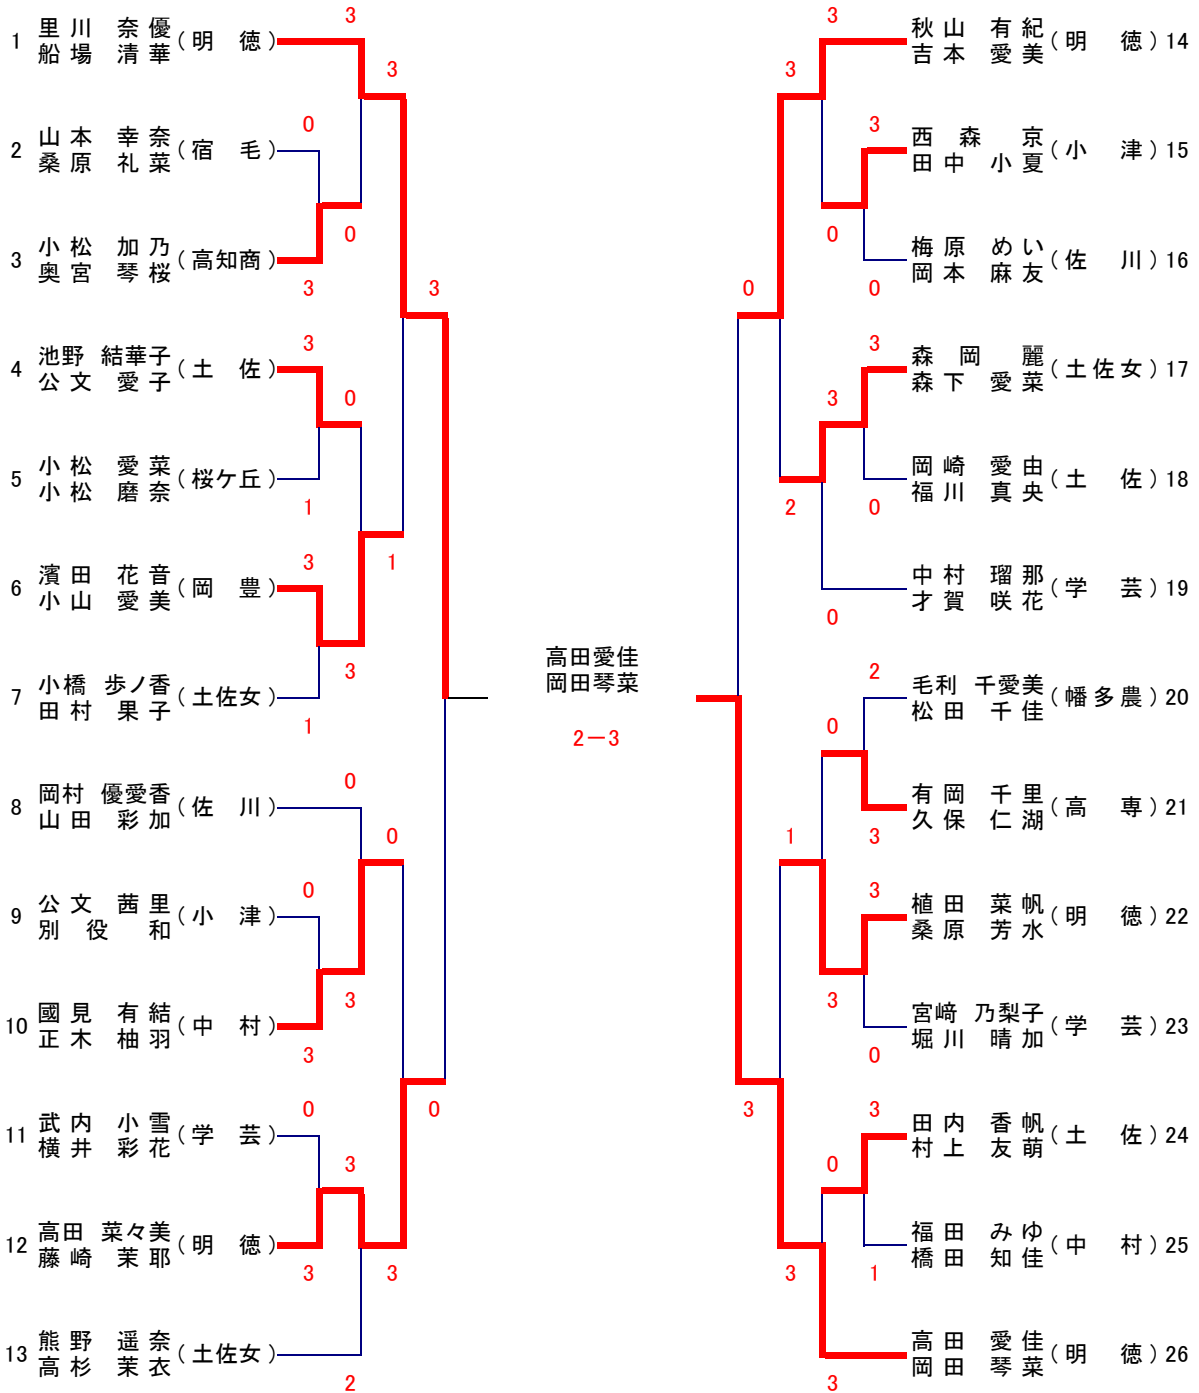 1 里川 奈優 (明 徳)
船場 清華
2 山本 幸奈 (宿 毛)
桑原 礼菜
3 小松 加乃 (高知商)
奥宮 琴桜
4 池野 結華子 (土 佐)
公文 愛子
5 小松 愛菜 (桜ケ丘)
小松 磨奈
6 濱田 花音 (岡 豊)
小山 愛美
7 小橋 歩ノ香 (土佐女)
田村 果子
8 岡村 優愛香 (佐 川)
山田 彩加
9 公文 茜里 (小 津)
別役 和
10 國見 有結 (中 村)
正木 柚羽
11 武内 小雪 (学 芸)
横井 彩花
12 高田 菜々美 (明 徳)
藤崎 茉耶
13 熊野 遥奈 (土佐女)
高杉 茉衣
3
3
0
0
3
3
3
0
1
3
1
3
1
0
0
0
3
3
0
3
0
3
3
2
高田愛佳
岡田琴菜
2－3
秋山 有紀 (明 徳) 14
吉本 愛美
西森 京 (小 津) 15
田中 小夏
梅原 めい (佐 川) 16
岡本 麻友
森岡 麗 (土佐女) 17
森下 愛菜
岡崎 愛由 (土 佐) 18
福川 真央
中村 瑠那 (学 芸) 19
才賀 咲花
毛利 千愛美 (幡多農) 20
松田 千佳
有岡 千里 (高 専) 21
久保 仁湖
植田 菜帆 (明 徳) 22
桑原 芳水
宮﨑 乃梨子 (学 芸) 23
堀川 晴加
田内 香帆 (土 佐) 24
村上 友萌
福田 みゆ (中 村) 25
橋田 知佳
高田 愛佳 (明 徳) 26
岡田 琴菜
3
3
3
0
0
0
3
3
2
0
0
2
0
1
3
3
3
0
3
3
0
3
1
3